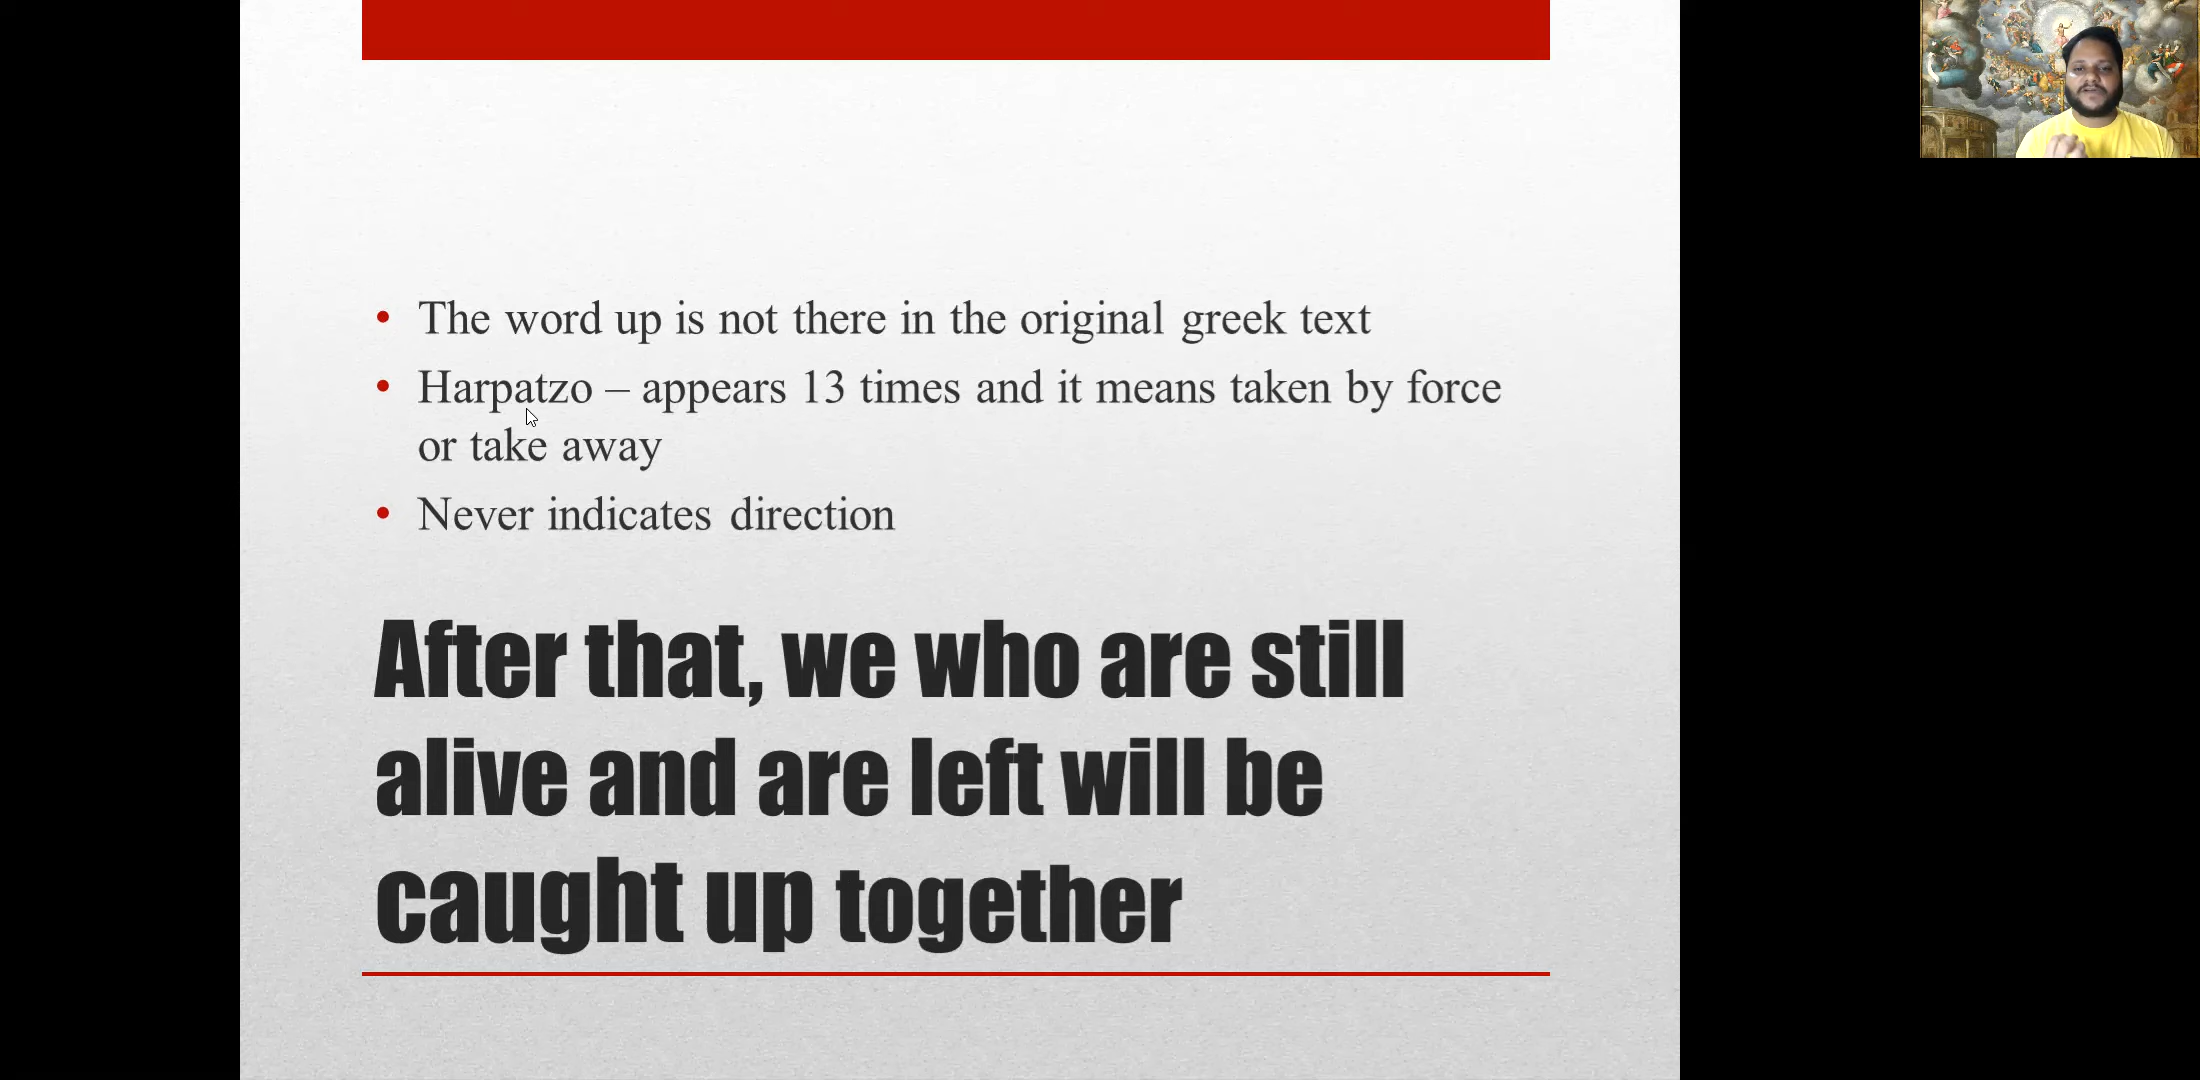 The word up is not there in the original greek text
Harpatzo – appears 13 times and it means taken by force
or take away
Never indicates direction
After that, we who are still
alive and are left will be
caught up together